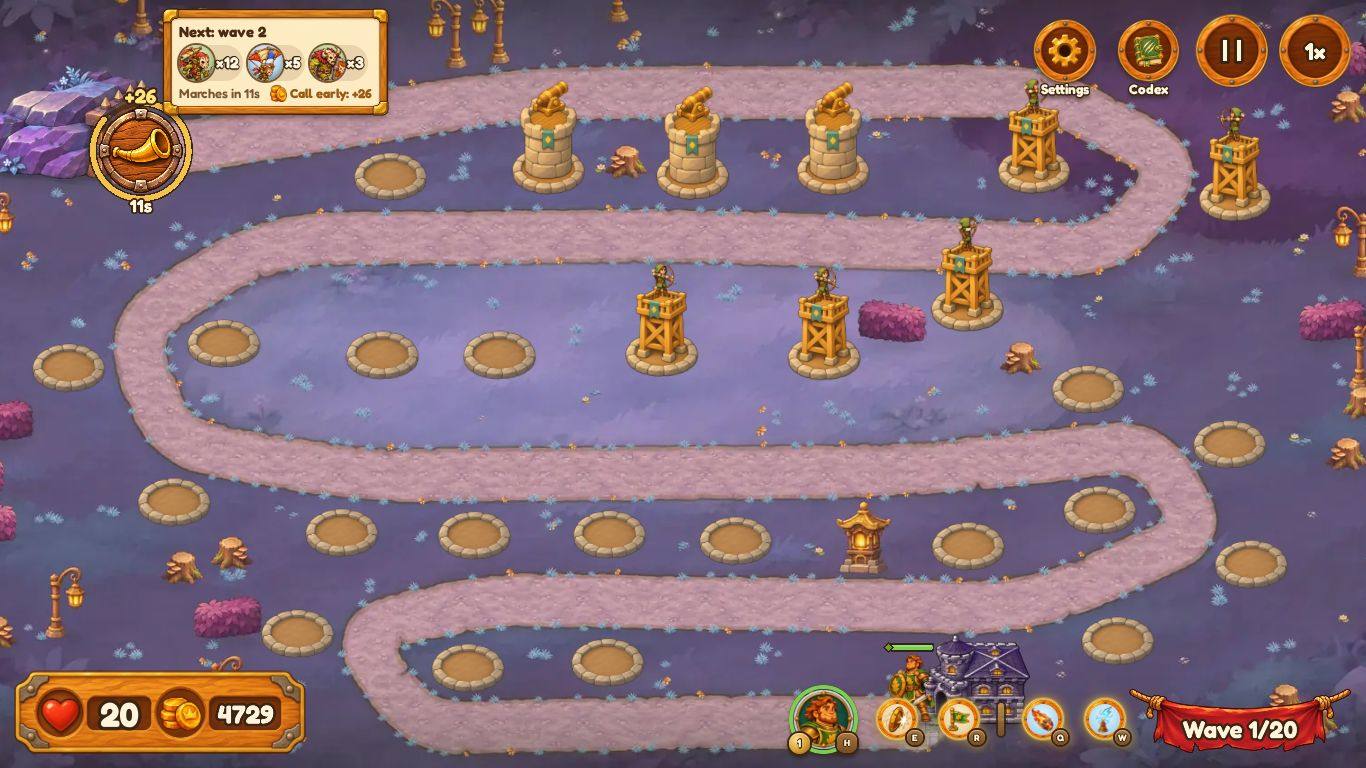 Next: wave 2
x12 x5 x3
Marches in 11s Call early: +26
+26
11s
Settings
Codex
1x
20
4729
1
H
E
R
Q
W
Wave 1/20